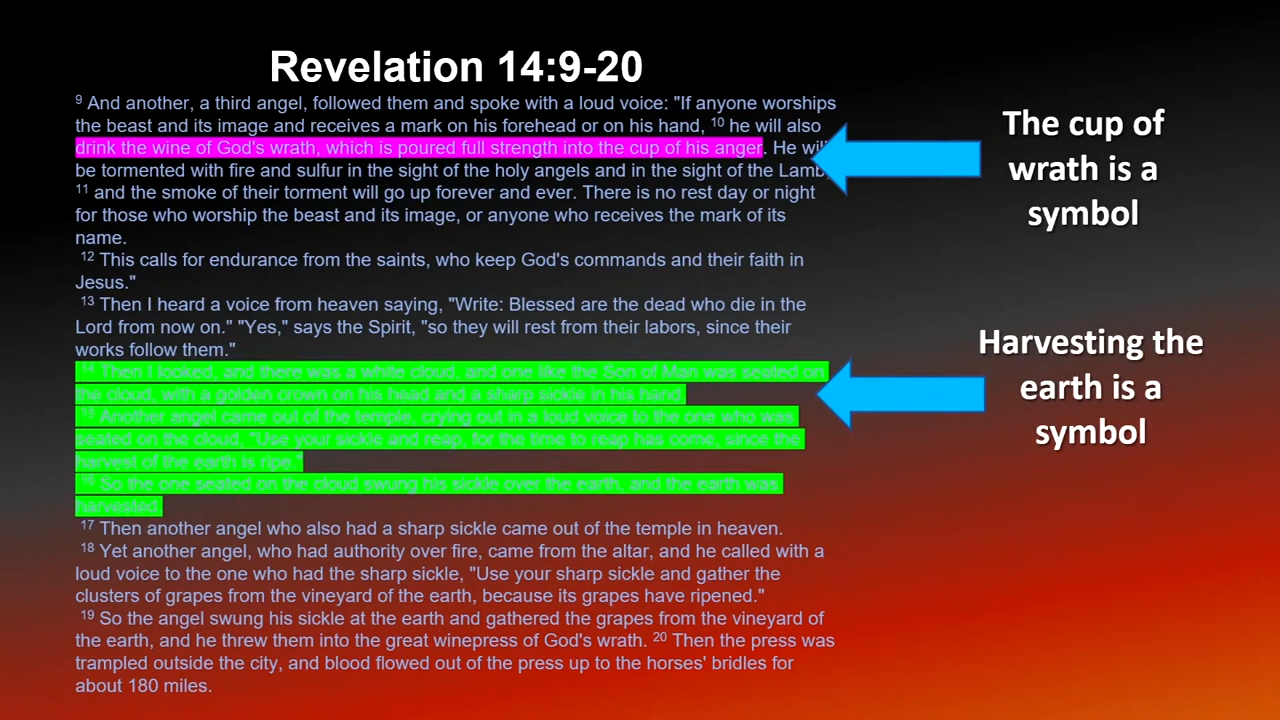 Revelation 14:9-20
9 And another, a third angel, followed them and spoke with a loud voice: "If anyone worships
the beast and its image and receives a mark on his forehead or on his hand, 10 he will also
drink the wine of God's wrath, which is poured full strength into the cup of his anger. He will
be tormented with fire and sulfur in the sight of the holy angels and in the sight of the Lamb,
11 and the smoke of their torment will go up forever and ever. There is no rest day or night
for those who worship the beast and its image, or anyone who receives the mark of its
name.
12 This calls for endurance from the saints, who keep God's commands and their faith in
Jesus."
13 Then I heard a voice from heaven saying, "Write: Blessed are the dead who die in the
Lord from now on." "Yes," says the Spirit, "so they will rest from their labors, since their
works follow them."
14 Then I looked, and there was a white cloud, and one like the Son of Man was seated on
the cloud, with a golden crown on his head and a sharp sickle in his hand.
15 Another angel came out of the temple, crying out in a loud voice to the one who was
seated on the cloud, "Use your sickle and reap, for the time to reap has come, since the
harvest of the earth is ripe."
16 So the one seated on the cloud swung his sickle over the earth, and the earth was
harvested.
17 Then another angel who also had a sharp sickle came out of the temple in heaven.
18 Yet another angel, who had authority over fire, came from the altar, and he called with a
loud voice to the one who had the sharp sickle, "Use your sharp sickle and gather the
clusters of grapes from the vineyard of the earth, because its grapes have ripened."
19 So the angel swung his sickle at the earth and gathered the grapes from the vineyard of
the earth, and he threw them into the great winepress of God's wrath. 20 Then the press was
trampled outside the city, and blood flowed out of the press up to the horses' bridles for
about 180 miles.
The cup of
wrath is a
symbol
Harvesting the
earth is a
symbol